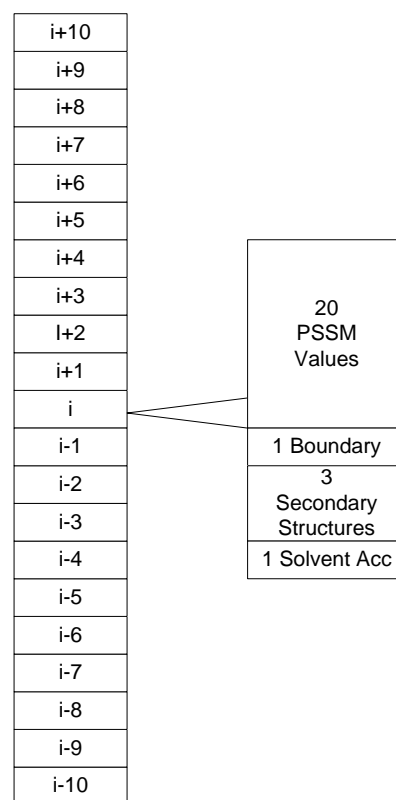 i+10
i+9
i+8
i+7
i+6
i+5
i+4
i+3
I+2
i+1
i
i-1
i-2
i-3
i-4
i-5
i-6
i-7
i-8
i-9
i-10
20
PSSM
Values
1 Boundary
3
Secondary
Structures
1 Solvent Acc